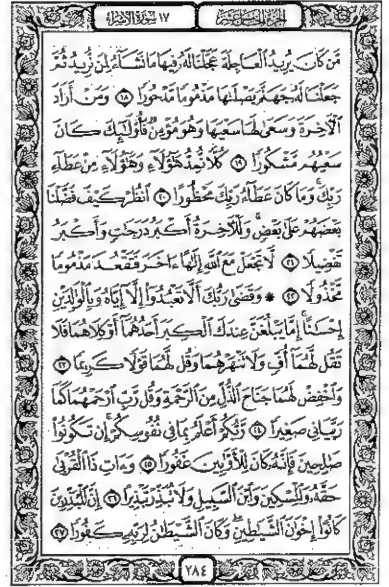 الجزء الخامس عشر
١٧ سورة الإسراء
مَّن كَانَ يُرِيدُ ٱلْعَاجِلَةَ عَجَّلْنَا لَهُۥ فِيهَا مَا نَشَآءُ لِمَن نُّرِيدُ ثُمَّ
جَعَلْنَا لَهُۥ جَهَنَّمَ يَصْلَىٰهَا مَذْمُومًا مَّدْحُورًا ١٨ وَمَنْ أَرَادَ
ٱلْأَخِرَةَ وَسَعَىٰ لَهَا سَعْيَهَا وَهُوَ مُؤْمِنٌ فَأُو۟لَٰٓئِكَ كَانَ
سَعْيُهُم مَّشْكُورًا ١٩ كُلًّا نُّمِدُّ هَٰٓؤُلَآءِ وَهَٰٓؤُلَآءِ مِنْ عَطَآءِ
رَبِّكَ ۚ وَمَا كَانَ عَطَآءُ رَبِّكَ مَحْظُورًا ٢٠ ٱنظُرْ كَيْفَ فَضَّلْنَا
بَعْضَهُمْ عَلَىٰ بَعْضٍ ۚ وَلَلْأَخِرَةُ أَكْبَرُ دَرَجَٰتٍ وَأَكْبَرُ
تَفْضِيلًا ٢١ لَّا تَجْعَلْ مَعَ ٱللَّهِ إِلَٰهًا ءَاخَرَ فَتَقْعُدَ مَذْمُومًا
مَّخْذُولًا ٢٢ ۞ وَقَضَىٰ رَبُّكَ أَلَّا تَعْبُدُوٓا۟ إِلَّآ إِيَّاهُ وَبِٱلْوَٰلِدَيْنِ
إِحْسَٰنًا ۚ إِمَّا يَبْلُغَنَّ عِندَكَ ٱلْكِبَرَ أَحَدُهُمَآ أَوْ كِلَاهُمَا فَلَا
تَقُل لَّهُمَآ أُفٍّ وَلَا تَنْهَرْهُمَا وَقُل لَّهُمَا قَوْلًا كَرِيمًا ٢٣
وَٱخْفِضْ لَهُمَا جَنَاحَ ٱلذُّلِّ مِنَ ٱلرَّحْمَةِ وَقُل رَّبِّ ٱرْحَمْهُمَا كَمَا
رَبَّيَانِى صَغِيرًا ٢٤ رَّبُّكُمْ أَعْلَمُ بِمَا فِى نُفُوسِكُمْ ۚ إِن تَكُونُوا۟
صَٰلِحِينَ فَإِنَّهُۥ كَانَ لِلْأَوَّٰبِينَ غَفُورًا ٢٥ وَءَاتِ ذَا ٱلْقُرْبَىٰ
حَقَّهُۥ وَٱلْمِسْكِينَ وَٱبْنَ ٱلسَّبِيلِ وَلَا تُبَذِّرْ تَبْذِيرًا ٢٦ إِنَّ ٱلْمُبَذِّرِينَ
كَانُوٓا۟ إِخْوَٰنَ ٱلشَّيَٰطِينِ ۖ وَكَانَ ٱلشَّيْطَٰنُ لِرَبِّهِۦ كَفُورًا ٢٧
٢٨٤